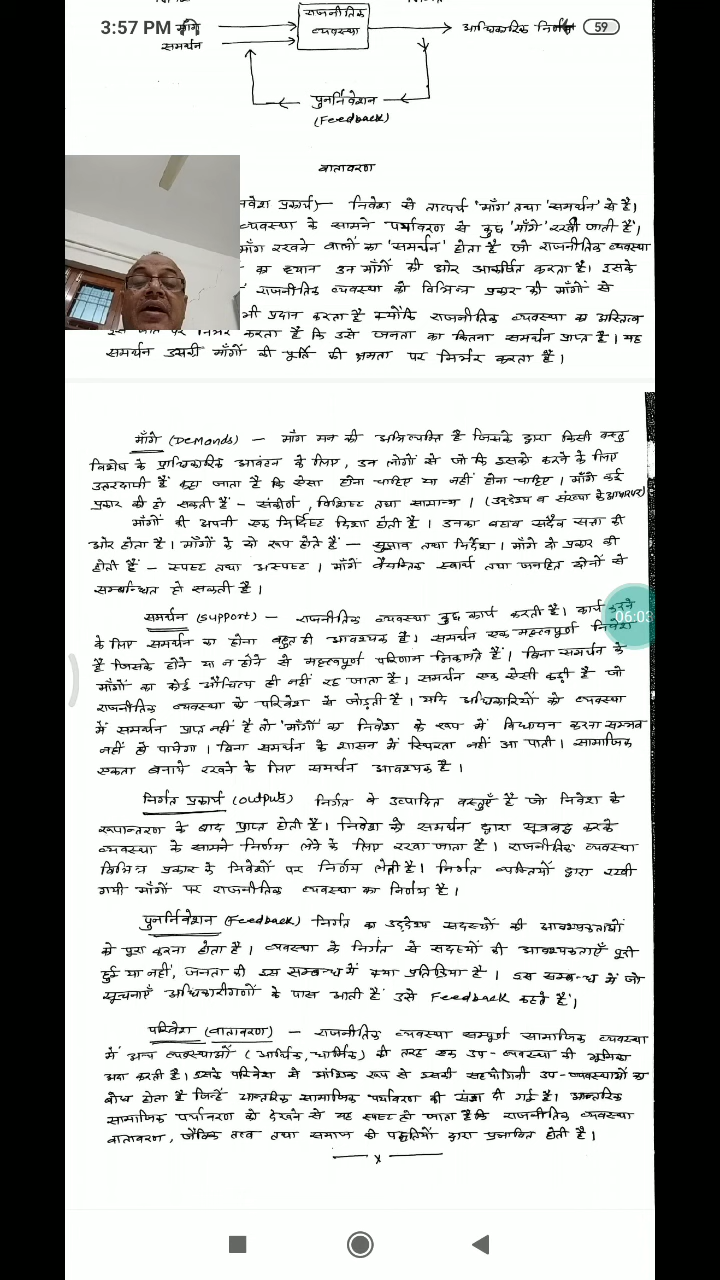 राजनीतिक
3:57 PM माँगे
व्यवस्था
आधिकारिक निर्णय
59
समर्थन
पुनर्निवेशन
(Feedback)
वातावरण
निवेश प्रकार्य) — निवेश से तात्पर्य 'माँग' तथा 'समर्थन' से है।
व्यवस्था के सामने पर्यावरण से कुछ 'माँगे' रखी जाती हैं,
माँग रखने वालों का 'समर्थन' होता है जो राजनीतिक व्यवस्था
का ध्यान उन माँगों की ओर आकर्षित करता है। इसके
राजनीतिक व्यवस्था को विभिन्न प्रकार की माँगों से
भी प्रदान करता है क्योंकि राजनीतिक व्यवस्था का अस्तित्व
इस बात पर निर्भर करता है कि उसे जनता का कितना समर्थन प्राप्त है। यह
समर्थन उसकी माँगों की पूर्ति की क्षमता पर निर्भर करता है।
माँगे (Demands) — माँग मन की अभिव्यक्ति है जिसके द्वारा किसी वस्तु
विशेष के प्राधिकारिक आवंटन के लिए, उन लोगों से जो कि इसको करने के लिए
उत्तरदायी हैं कहा जाता है कि ऐसा होना चाहिए या नहीं होना चाहिए। माँगे कई
प्रकार की हो सकती हैं - संकीर्ण, विशिष्ट तथा सामान्य। (उद्देश्य व संख्या के आधार पर)
माँगों की अपनी एक निर्दिष्ट दिशा होती है। उनका बहाव सदैव सत्ता की
ओर होता है। माँगों के दो रूप होते हैं — सुझाव तथा निर्देश। माँगे दो प्रकार की
होती हैं - स्पष्ट तथा अस्पष्ट। माँगें वैयक्तिक स्वार्थ तथा जनहित दोनों से
सम्बन्धित हो सकती है।
समर्थन (Support) — राजनीतिक व्यवस्था कुछ कार्य करती है। कार्य करने
06:03
के लिए समर्थन का होना बहुत ही आवश्यक है। समर्थन एक महत्वपूर्ण निवेश
है जिसके होने या न होने से महत्वपूर्ण परिणाम निकलते हैं। बिना समर्थन के
माँगों का कोई औचित्य ही नहीं रह जाता है। समर्थन एक ऐसी कड़ी है जो
राजनीतिक व्यवस्था को परिवेश से जोड़ती है। यदि अधिकारियों को व्यवस्था
में समर्थन प्राप्त नहीं है तो 'माँगों' का निवेश के रूप में विधायन करना सम्भव
नहीं हो पायेगा। बिना समर्थन के शासन में स्थिरता नहीं आ पाती। सामाजिक
एकता बनाये रखने के लिए समर्थन आवश्यक है।
निर्गत प्रकार्य (Outputs) निर्गत वे उत्पादित वस्तुएँ हैं जो निवेश के
रूपान्तरण के बाद प्राप्त होती हैं। निवेश को समर्थन द्वारा सूत्रबद्ध करके
व्यवस्था के सामने निर्णय लेने के लिए रखा जाता है। राजनीतिक व्यवस्था
विभिन्न प्रकार के निवेशों पर निर्णय लेती है। निर्गत व्यक्तियों द्वारा रखी
गयी माँगों पर राजनीतिक व्यवस्था का निर्णय है।
पुनर्निवेशन (Feedback) निर्गत का उद्देश्य सदस्यों की आवश्यकताओं
को पूरा करना होता है। व्यवस्था के निर्गत से सदस्यों की आवश्यकताएँ पूरी
हुई या नहीं, जनता की इस सम्बन्ध में क्या प्रतिक्रिया है। इस सम्बन्ध में जो
सूचनाएँ अधिकारीगणों के पास आती हैं उसे Feedback कहते हैं।
परिवेश (वातावरण) — राजनीतिक व्यवस्था सम्पूर्ण सामाजिक व्यवस्था
में अन्य व्यवस्थाओं (आर्थिक, धार्मिक) की तरह एक उप-व्यवस्था की भूमिका
अदा करती है। इसके परिवेश से आंशिक रूप से उसकी सहयोगिनी उप-व्यवस्थाओं का
बोध होता है जिन्हें आन्तरिक सामाजिक पर्यावरण की संज्ञा दी गई है। आन्तरिक
सामाजिक पर्यावरण को देखने से यह स्पष्ट हो जाता है कि राजनीतिक व्यवस्था
वातावरण, जैविक तत्व तथा समाज की पद्धतियों द्वारा प्रभावित होती है।
x